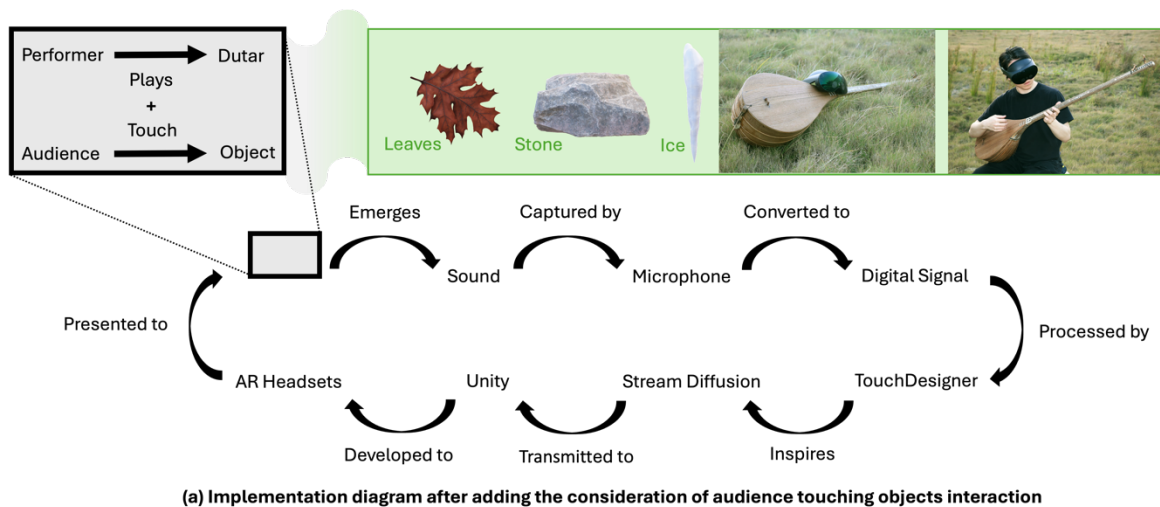 Performer
Dutar
Plays
+
Touch
Audience
Object
Leaves
Stone
Ice
Emerges
Captured by
Converted to
Sound
Microphone
Digital Signal
Presented to
Processed by
AR Headsets
Unity
Stream Diffusion
TouchDesigner
Developed to
Transmitted to
Inspires
(a) Implementation diagram after adding the consideration of audience touching objects interaction